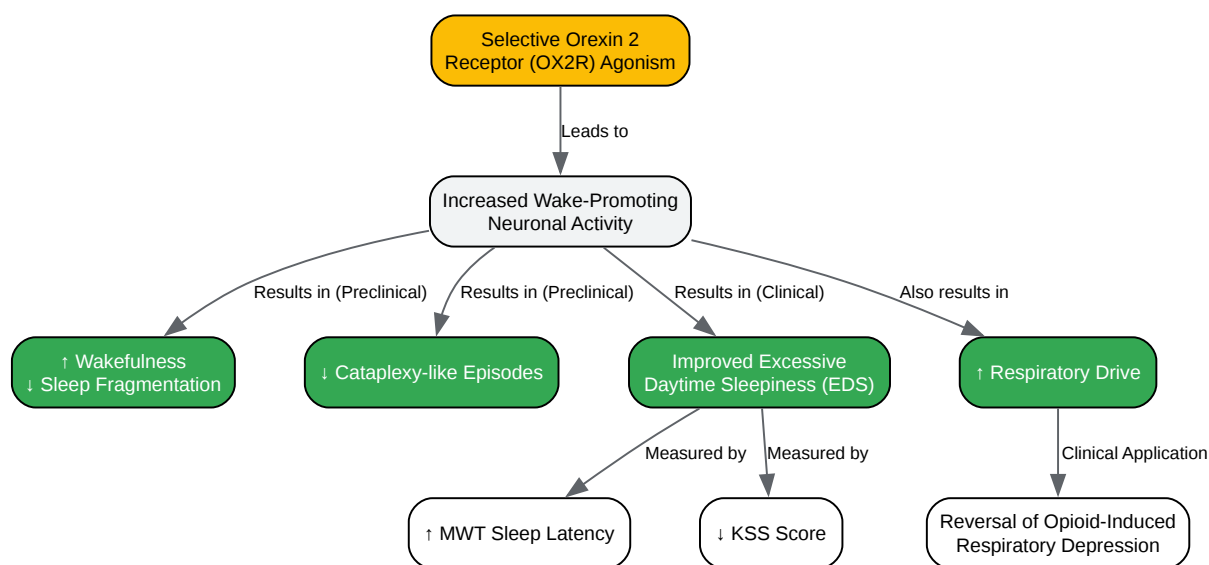 Selective Orexin 2
Receptor (OX2R) Agonism
Leads to
Increased Wake-Promoting
Neuronal Activity
Results in (Preclinical)
Results in (Preclinical)
Results in (Clinical)
Also results in
↑ Wakefulness
↓ Sleep Fragmentation
↓ Cataplexy-like Episodes
Improved Excessive
Daytime Sleepiness (EDS)
↑ Respiratory Drive
Measured by
Measured by
Clinical Application
↑ MWT Sleep Latency
↓ KSS Score
Reversal of Opioid-Induced
Respiratory Depression